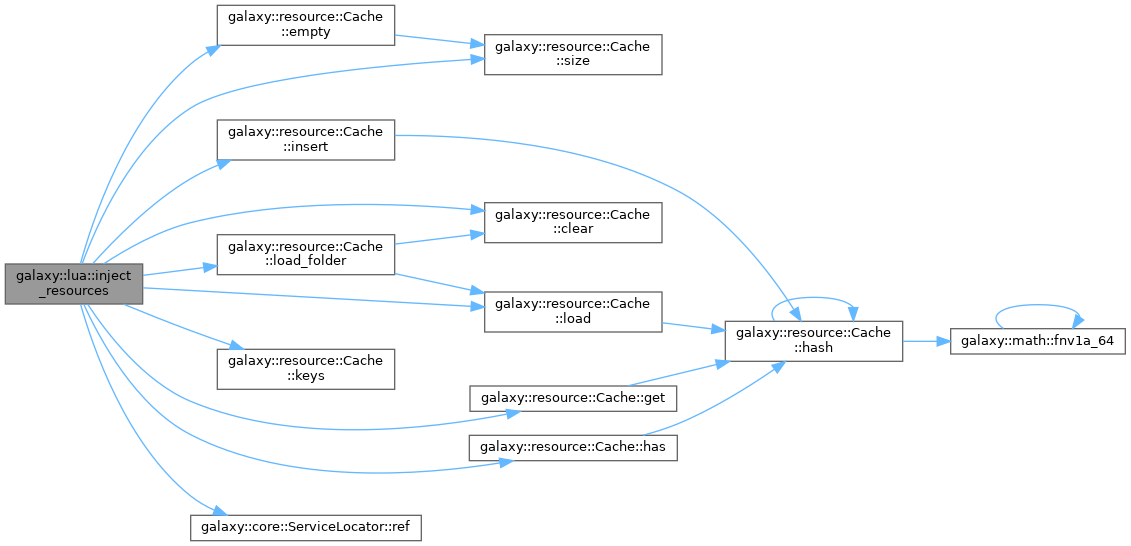 galaxy::resource::Cache
::empty
galaxy::resource::Cache
::size
galaxy::resource::Cache
::insert
galaxy::resource::Cache
::clear
galaxy::resource::Cache
::load_folder
galaxy::lua::inject
_resources
galaxy::resource::Cache
::load
galaxy::resource::Cache
::hash
galaxy::math::fnv1a_64
galaxy::resource::Cache
::keys
galaxy::resource::Cache::get
galaxy::resource::Cache::has
galaxy::core::ServiceLocator::ref